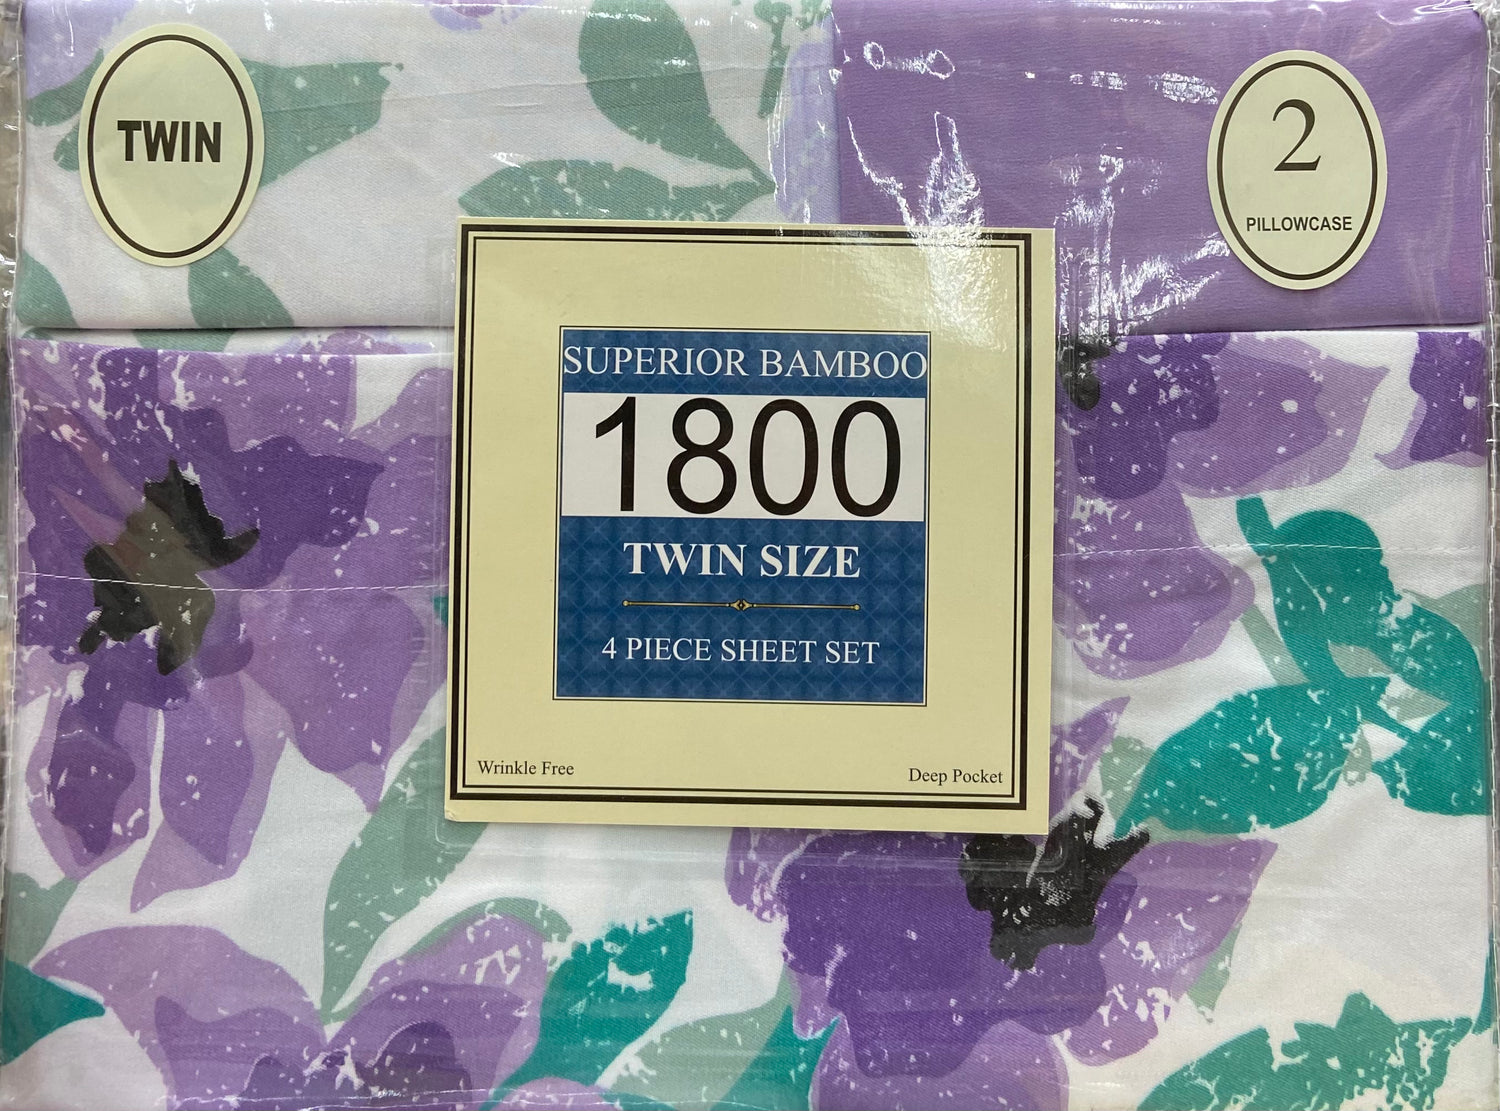 TWIN
2
PILLOWCASE
SUPERIOR BAMBOO
1800
TWIN SIZE
4 PIECE SHEET SET
Wrinkle Free
Deep Pocket